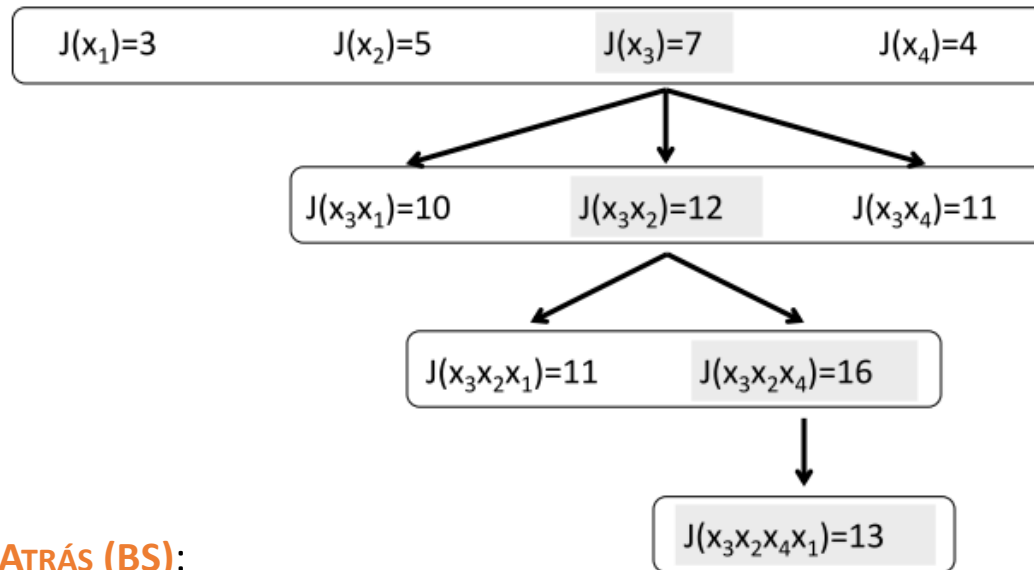 J(x₁)=3 J(x₂)=5 J(x₃)=7 J(x₄)=4
J(x₃x₁)=10 J(x₃x₂)=12 J(x₃x₄)=11
J(x₃x₂x₁)=11 J(x₃x₂x₄)=16
J(x₃x₂x₄x₁)=13
ATRÁS (BS):